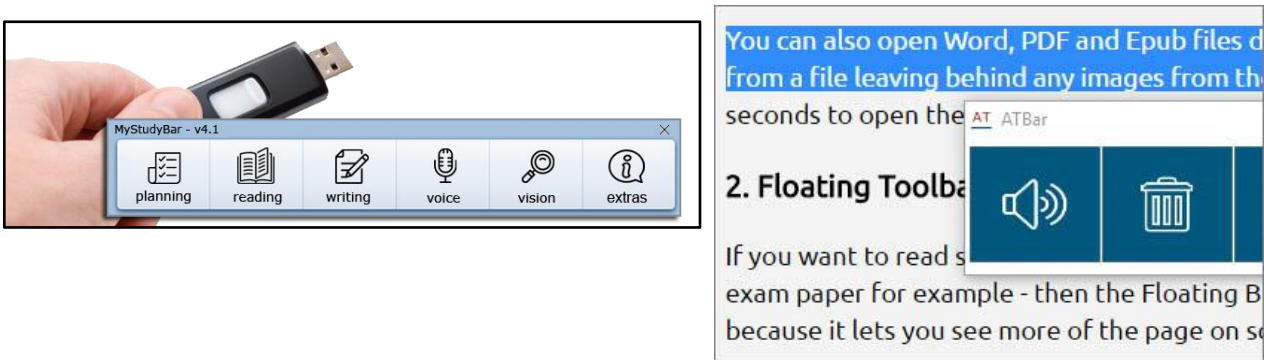 MyStudyBar - v4.1
planning reading writing voice vision extras
You can also open Word, PDF and Epub files d
from a file leaving behind any images from th
seconds to open the
AT ATBar
2. Floating Toolba
If you want to read s
exam paper for example - then the Floating B
because it lets you see more of the page on s